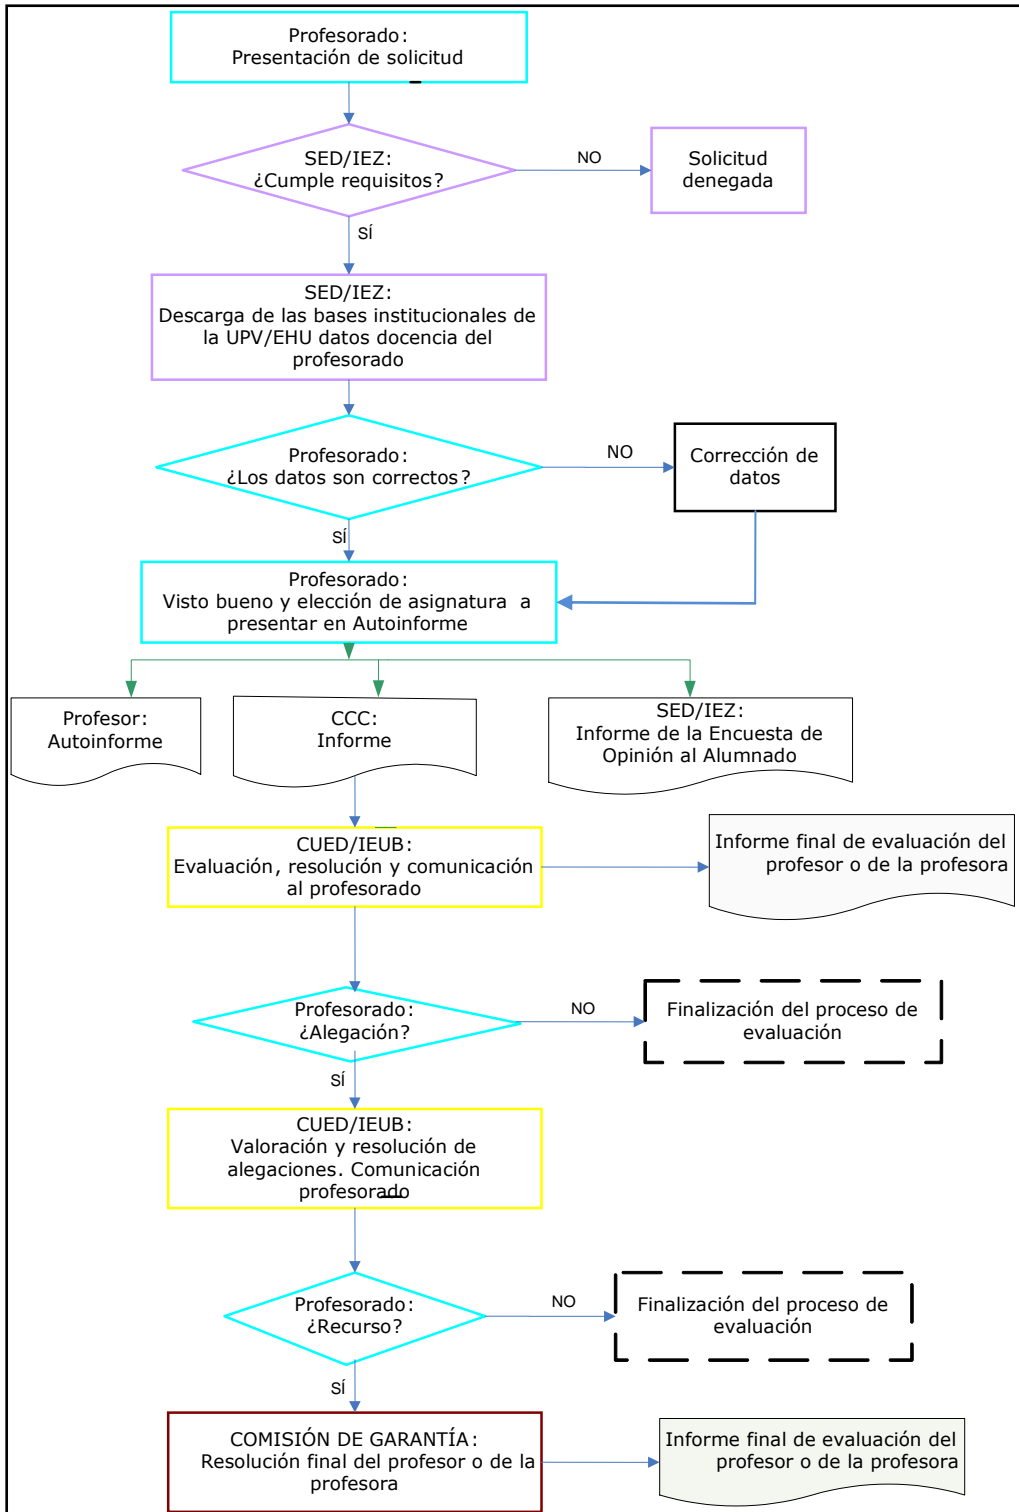 Profesorado:
Presentación de solicitud
SED/IEZ:
¿Cumple requisitos?
NO
Solicitud
denegada
SÍ
SED/IEZ:
Descarga de las bases institucionales de
la UPV/EHU datos docencia del
profesorado
Profesorado:
¿Los datos son correctos?
NO
Corrección de
datos
SÍ
Profesorado:
Visto bueno y elección de asignatura a
presentar en Autoinforme
Profesor:
Autoinforme
CCC:
Informe
SED/IEZ:
Informe de la Encuesta de
Opinión al Alumnado
CUED/IEUB:
Evaluación, resolución y comunicación
al profesorado
Informe final de evaluación del
profesor o de la profesora
Profesorado:
¿Alegación?
NO
Finalización del proceso de
evaluación
SÍ
CUED/IEUB:
Valoración y resolución de
alegaciones. Comunicación
profesorado
Profesorado:
¿Recurso?
NO
Finalización del proceso de
evaluación
SÍ
COMISIÓN DE GARANTÍA:
Resolución final del profesor o de la
profesora
Informe final de evaluación del
profesor o de la profesora